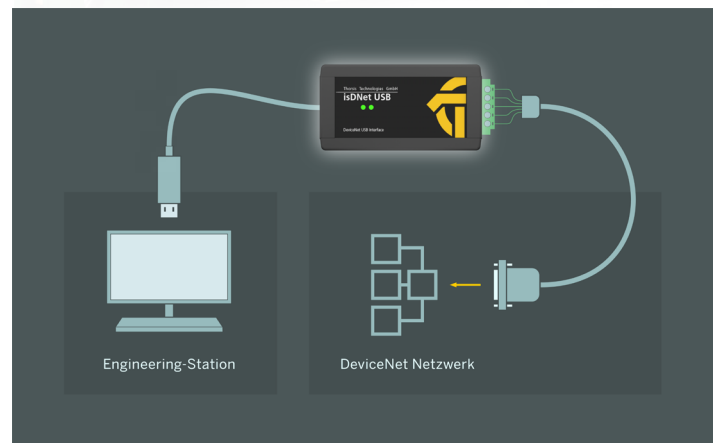 Thorsis Technologies GmbH
isDNet USB
DeviceNet USB Interface
Engineering-Station
DeviceNet Netzwerk